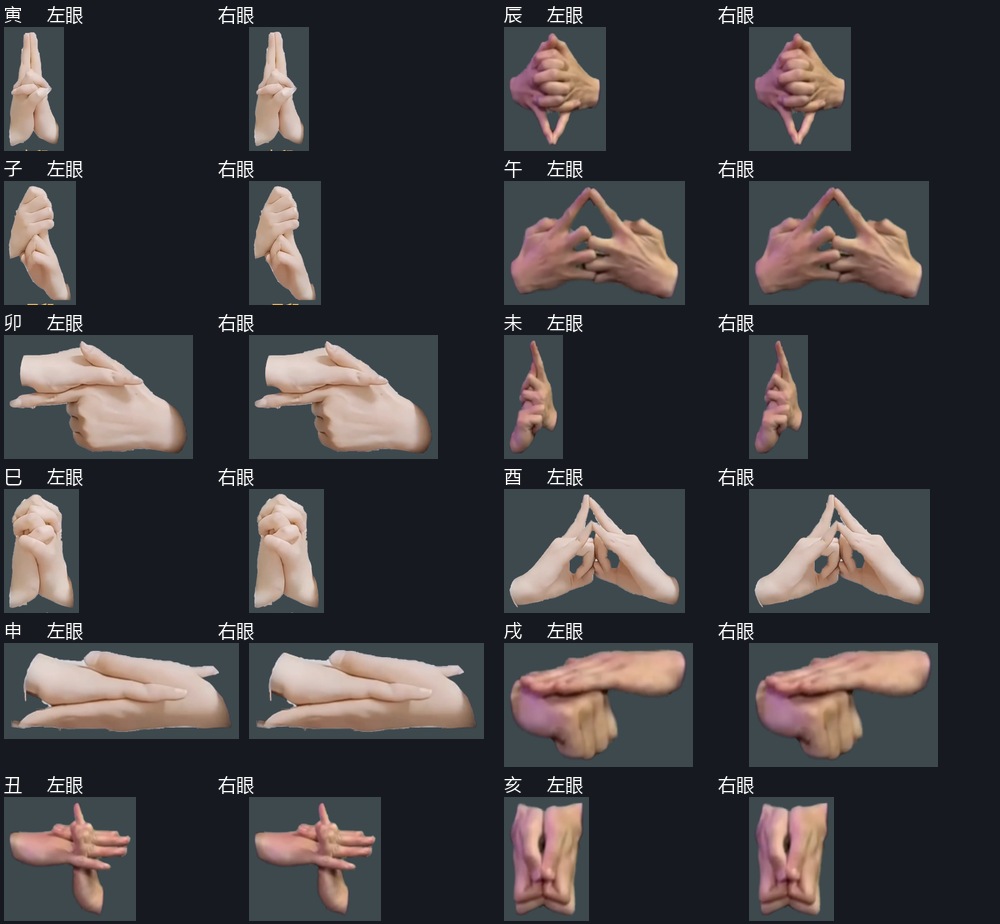 寅 左眼 右眼 辰 左眼 右眼
子 左眼 右眼 午 左眼 右眼
卯 左眼 右眼 未 左眼 右眼
巳 左眼 右眼 酉 左眼 右眼
申 左眼 右眼 戌 左眼 右眼
丑 左眼 右眼 亥 左眼 右眼